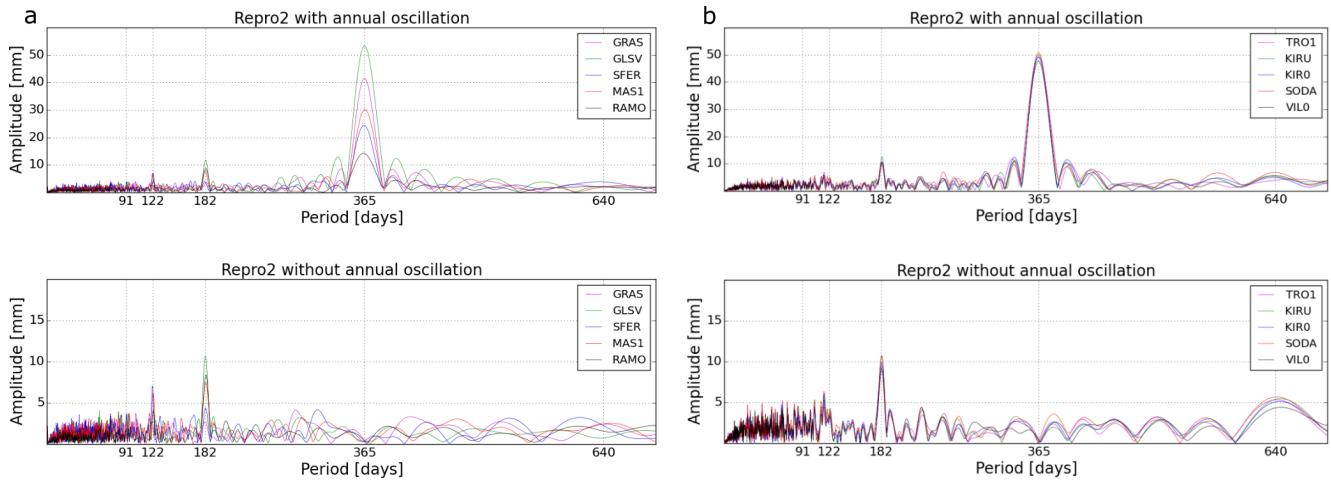 a
Repro2 with annual oscillation
Amplitude [mm]
50
40
30
20
10
91 122 182 365 640
Period [days]
GRAS
GLSV
SFER
MAS1
RAMO
Repro2 without annual oscillation
Amplitude [mm]
15
10
5
91 122 182 365 640
Period [days]
GRAS
GLSV
SFER
MAS1
RAMO
b
Repro2 with annual oscillation
Amplitude [mm]
50
40
30
20
10
91 122 182 365 640
Period [days]
TRO1
KIRU
KIR0
SODA
VIL0
Repro2 without annual oscillation
Amplitude [mm]
15
10
5
91 122 182 365 640
Period [days]
TRO1
KIRU
KIR0
SODA
VIL0